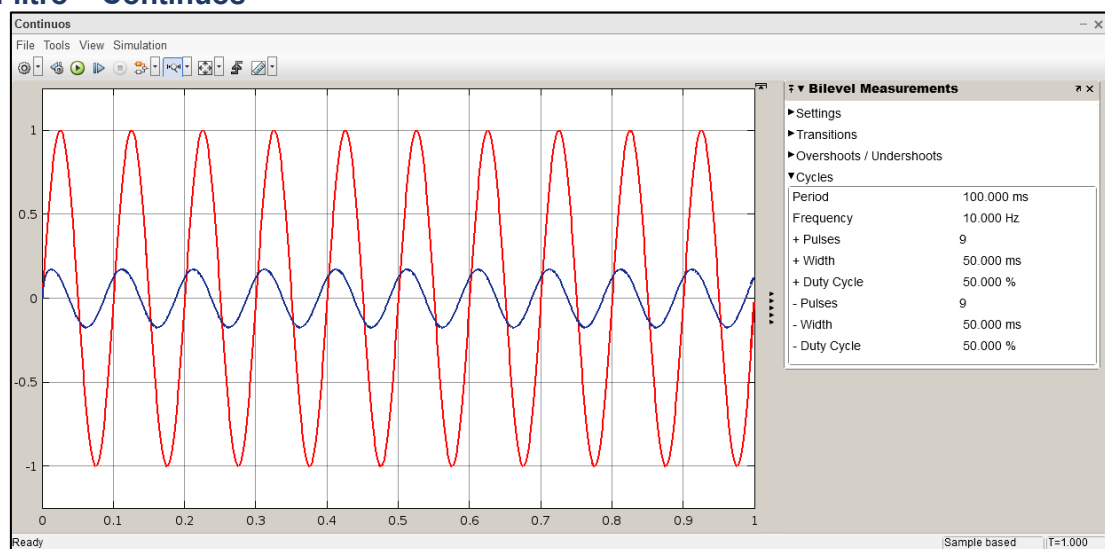 Filtro – Continuos
Continuos
File Tools View Simulation
Bilevel Measurements
Settings
Transitions
Overshoots / Undershoots
Cycles
Period 100.000 ms
Frequency 10.000 Hz
+ Pulses 9
+ Width 50.000 ms
+ Duty Cycle 50.000 %
- Pulses 9
- Width 50.000 ms
- Duty Cycle 50.000 %
1
0.5
0
-0.5
-1
0 0.1 0.2 0.3 0.4 0.5 0.6 0.7 0.8 0.9 1
Ready Sample based T=1.000